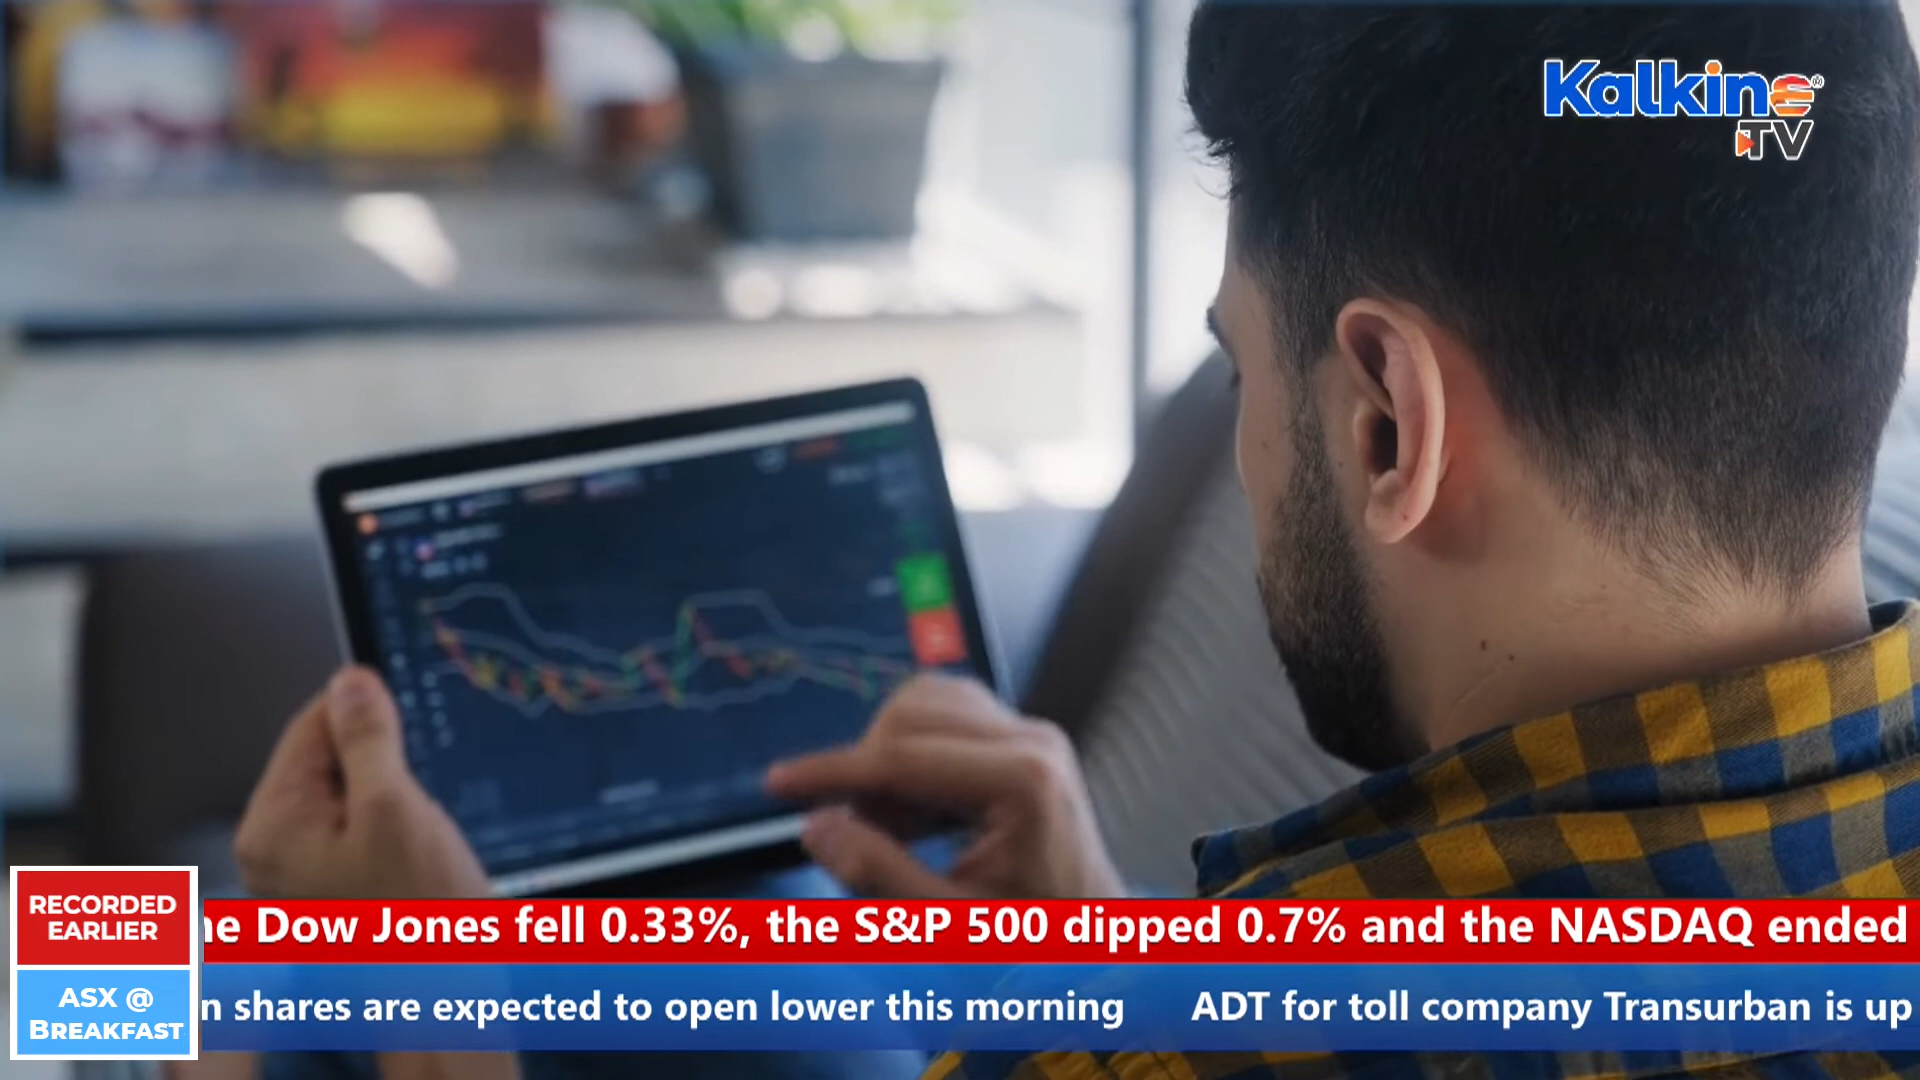 Kalkine
TV
RECORDED
EARLIER
he Dow Jones fell 0.33%, the S&P 500 dipped 0.7% and the NASDAQ ended
ASX @
BREAKFAST
n shares are expected to open lower this morning ADT for toll company Transurban is up